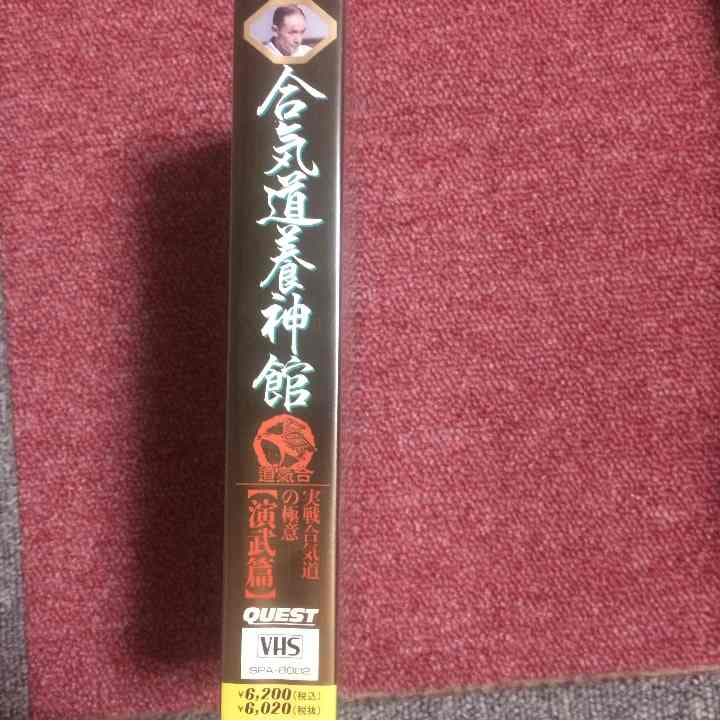 合気道養神館
道気合
実戦合気道
の極意
【演武篇】
QUEST
VHS
SPA-8002
¥6,200(税込)
¥6,020(税抜)